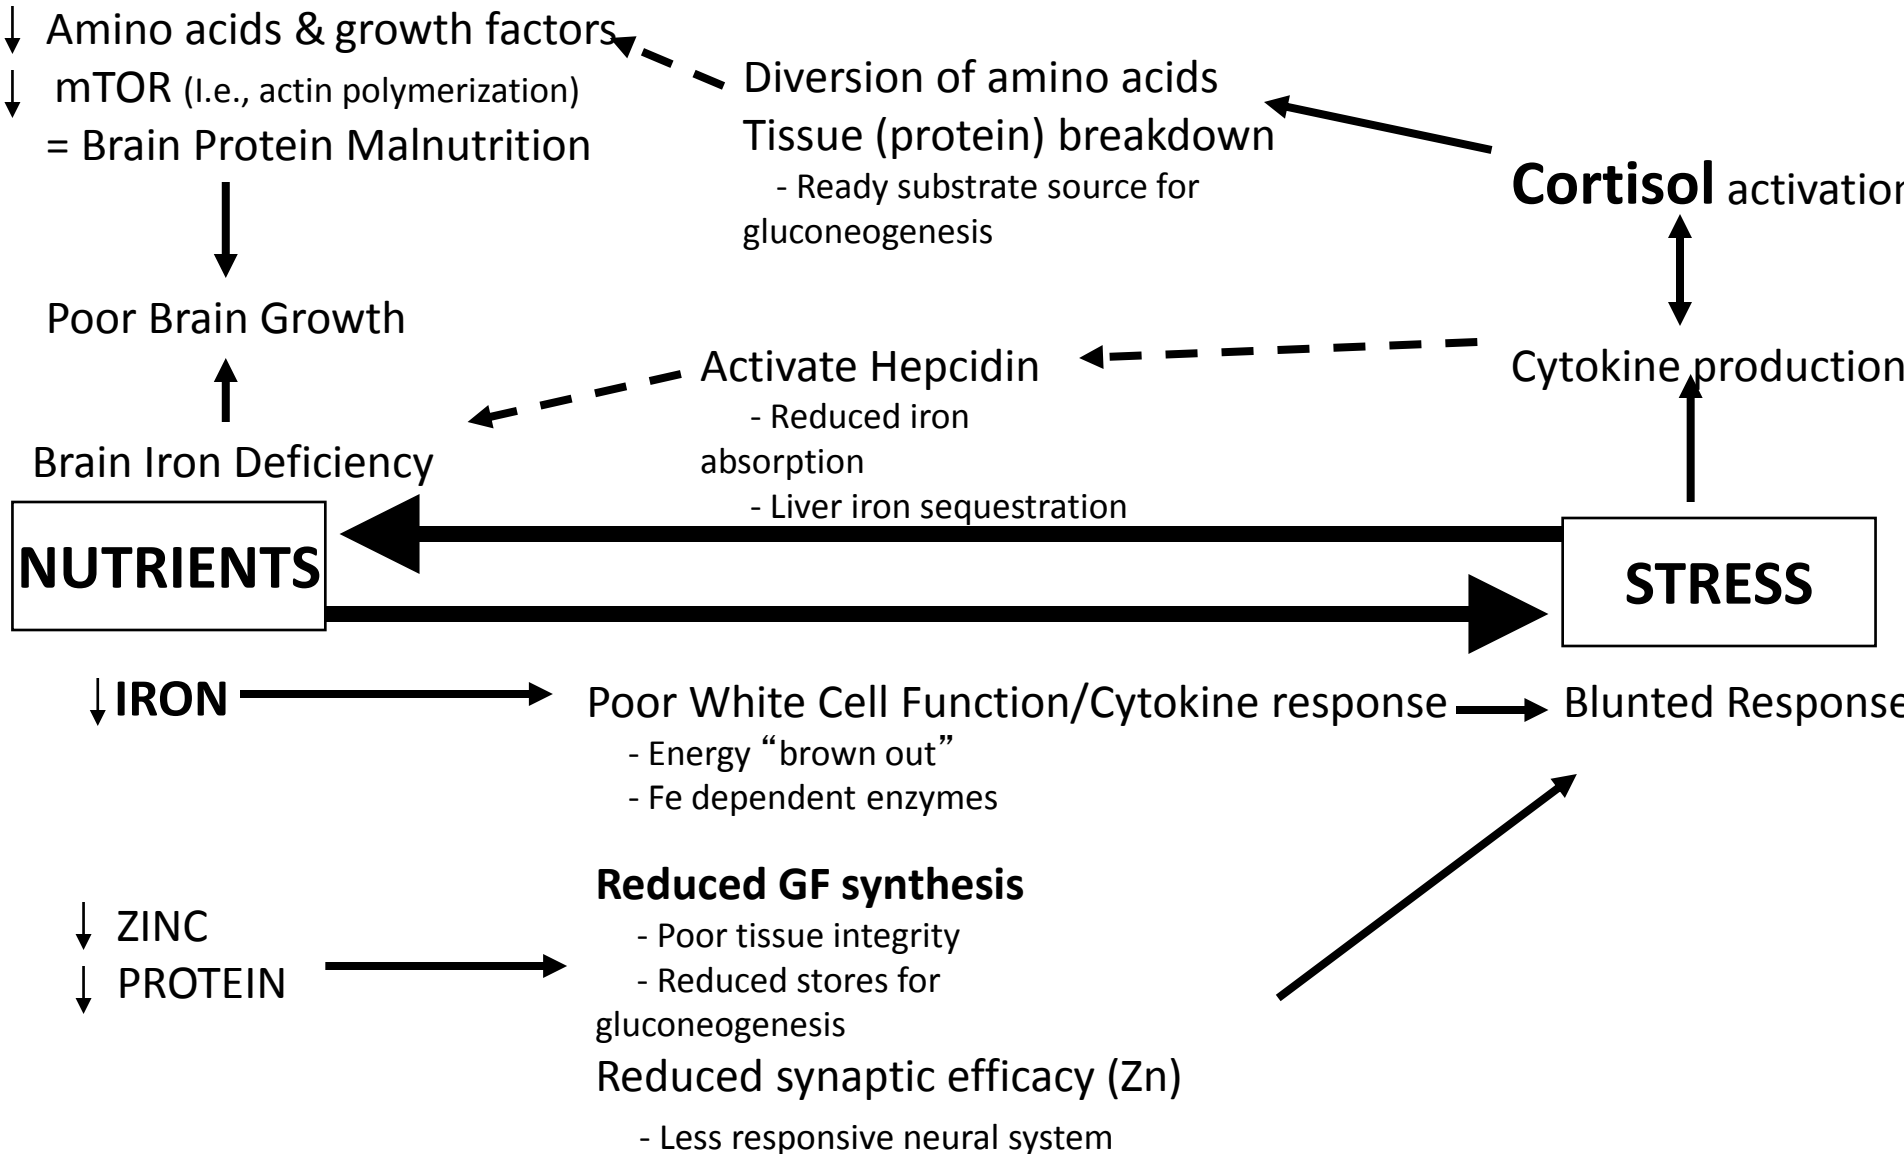 ↓ Amino acids & growth factors
↓ mTOR (I.e., actin polymerization)
= Brain Protein Malnutrition
Diversion of amino acids
Tissue (protein) breakdown
- Ready substrate source for
gluconeogenesis
Cortisol activation
Poor Brain Growth
Activate Hepcidin
- Reduced iron
absorption
- Liver iron sequestration
Cytokine production
Brain Iron Deficiency
NUTRIENTS
STRESS
↓ IRON
Poor White Cell Function/Cytokine response
- Energy “brown out”
- Fe dependent enzymes
Blunted Response
↓ ZINC
↓ PROTEIN
Reduced GF synthesis
- Poor tissue integrity
- Reduced stores for
gluconeogenesis
Reduced synaptic efficacy (Zn)
- Less responsive neural system